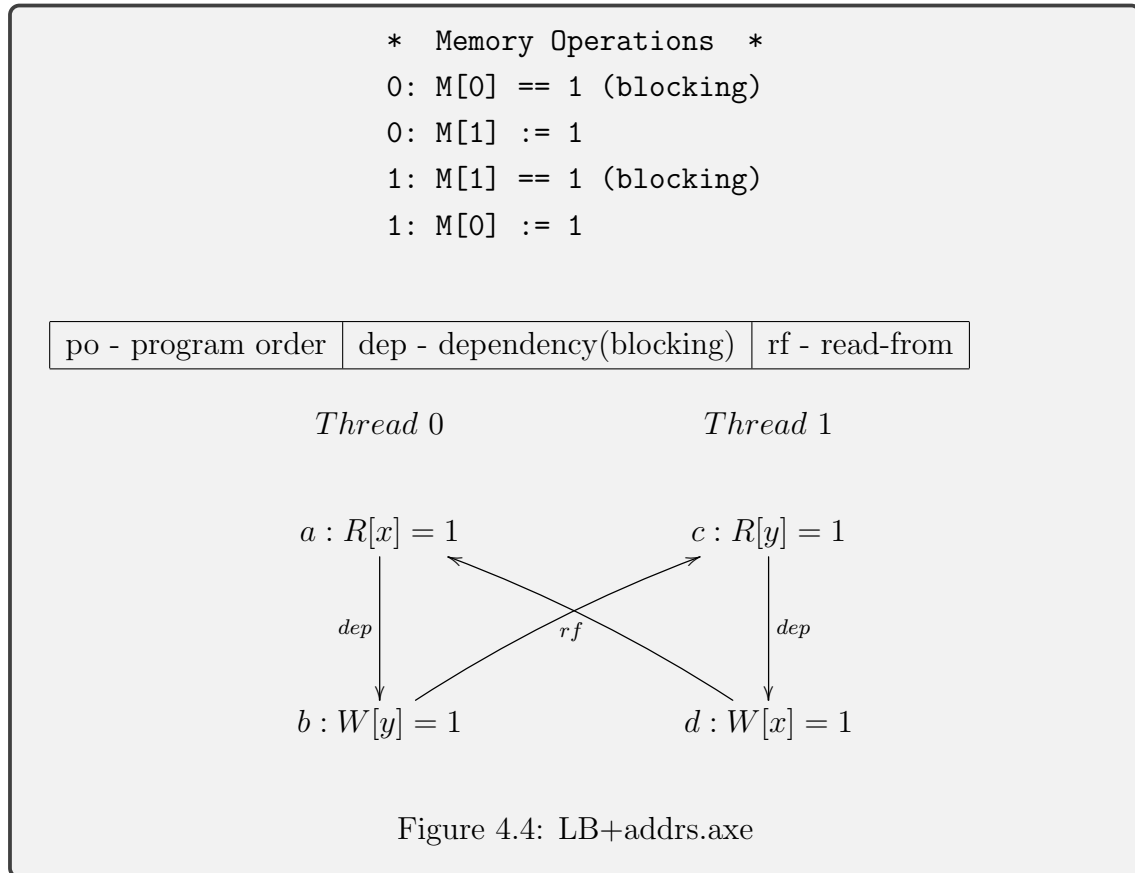 * Memory Operations *
0: M[0] == 1 (blocking)
0: M[1] := 1
1: M[1] == 1 (blocking)
1: M[0] := 1
po - program order | dep - dependency(blocking) | rf - read-from
Thread 0 Thread 1
a : R[x] = 1 c : R[y] = 1
dep rf dep
b : W[y] = 1 d : W[x] = 1
Figure 4.4: LB+addrs.axe